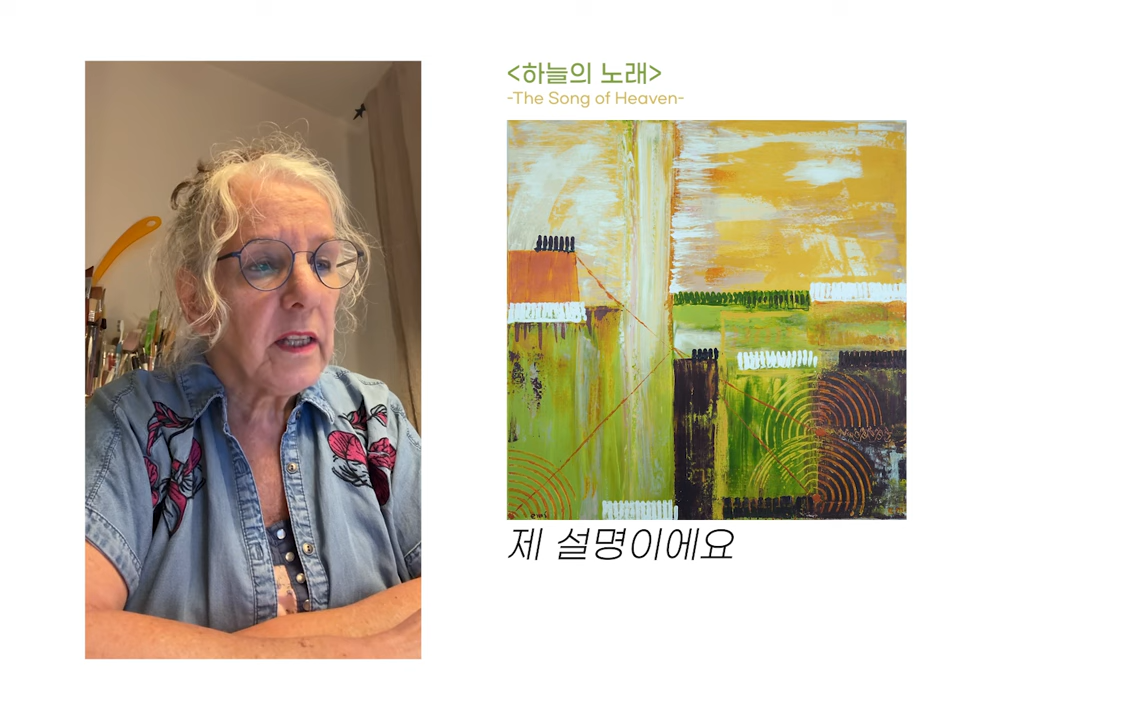 <하늘의 노래>
-The Song of Heaven-
제 설명이에요